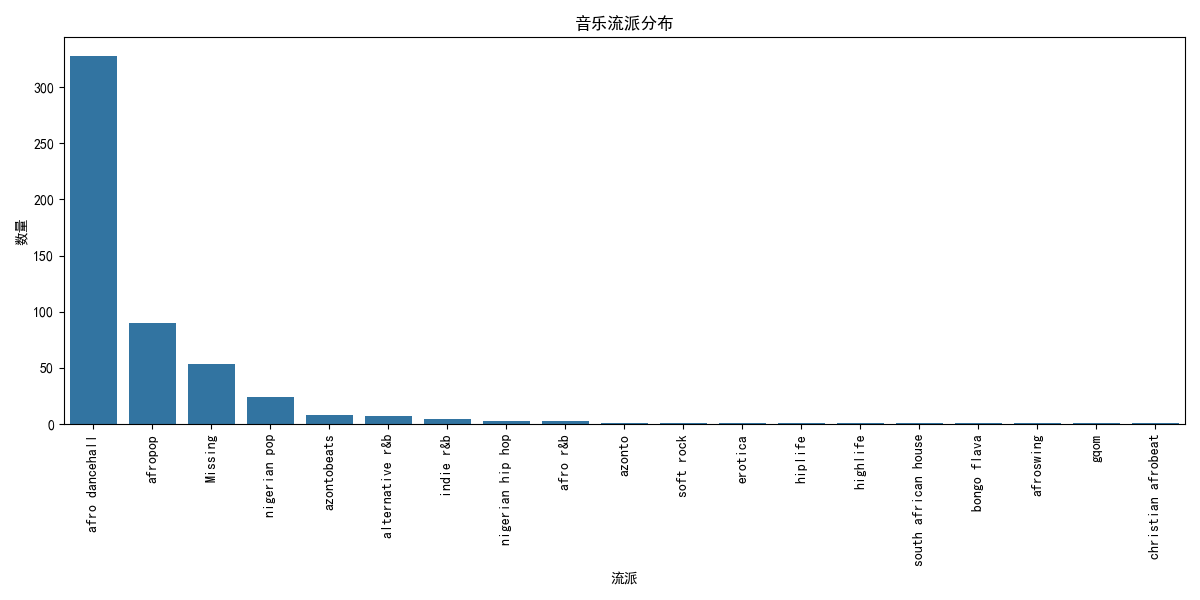 音乐流派分布
数量
300
250
200
150
100
50
0
afro dancehall
afropop
Missing
nigerian pop
azontobeats
alternative r&b
indie r&b
nigerian hip hop
afro r&b
azonto
soft rock
erotica
hiplife
highlife
south african house
bongo flava
afroswing
gqom
christian afrobeat
流派